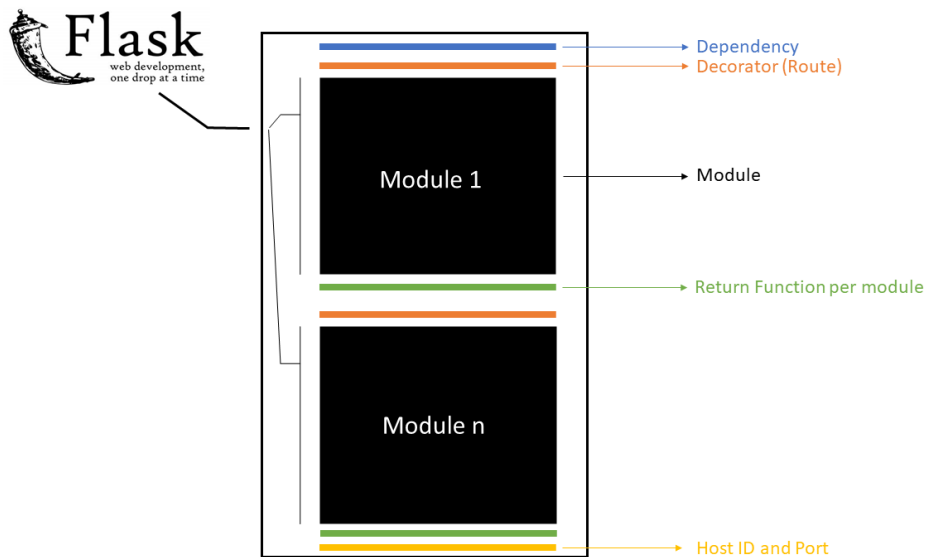 Flask
web development,
one drop at a time
Dependency
Decorator (Route)
Module 1
Module
Return Function per module
Module n
Host ID and Port